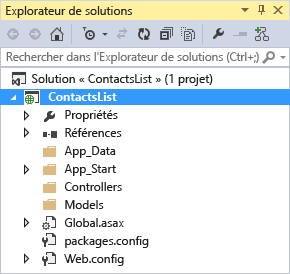 Explorateur de solutions
Rechercher dans l'Explorateur de solutions (Ctrl+;)
Solution « ContactsList » (1 projet)
ContactsList
Propriétés
Références
App_Data
App_Start
Controllers
Models
Global.asax
packages.config
Web.config